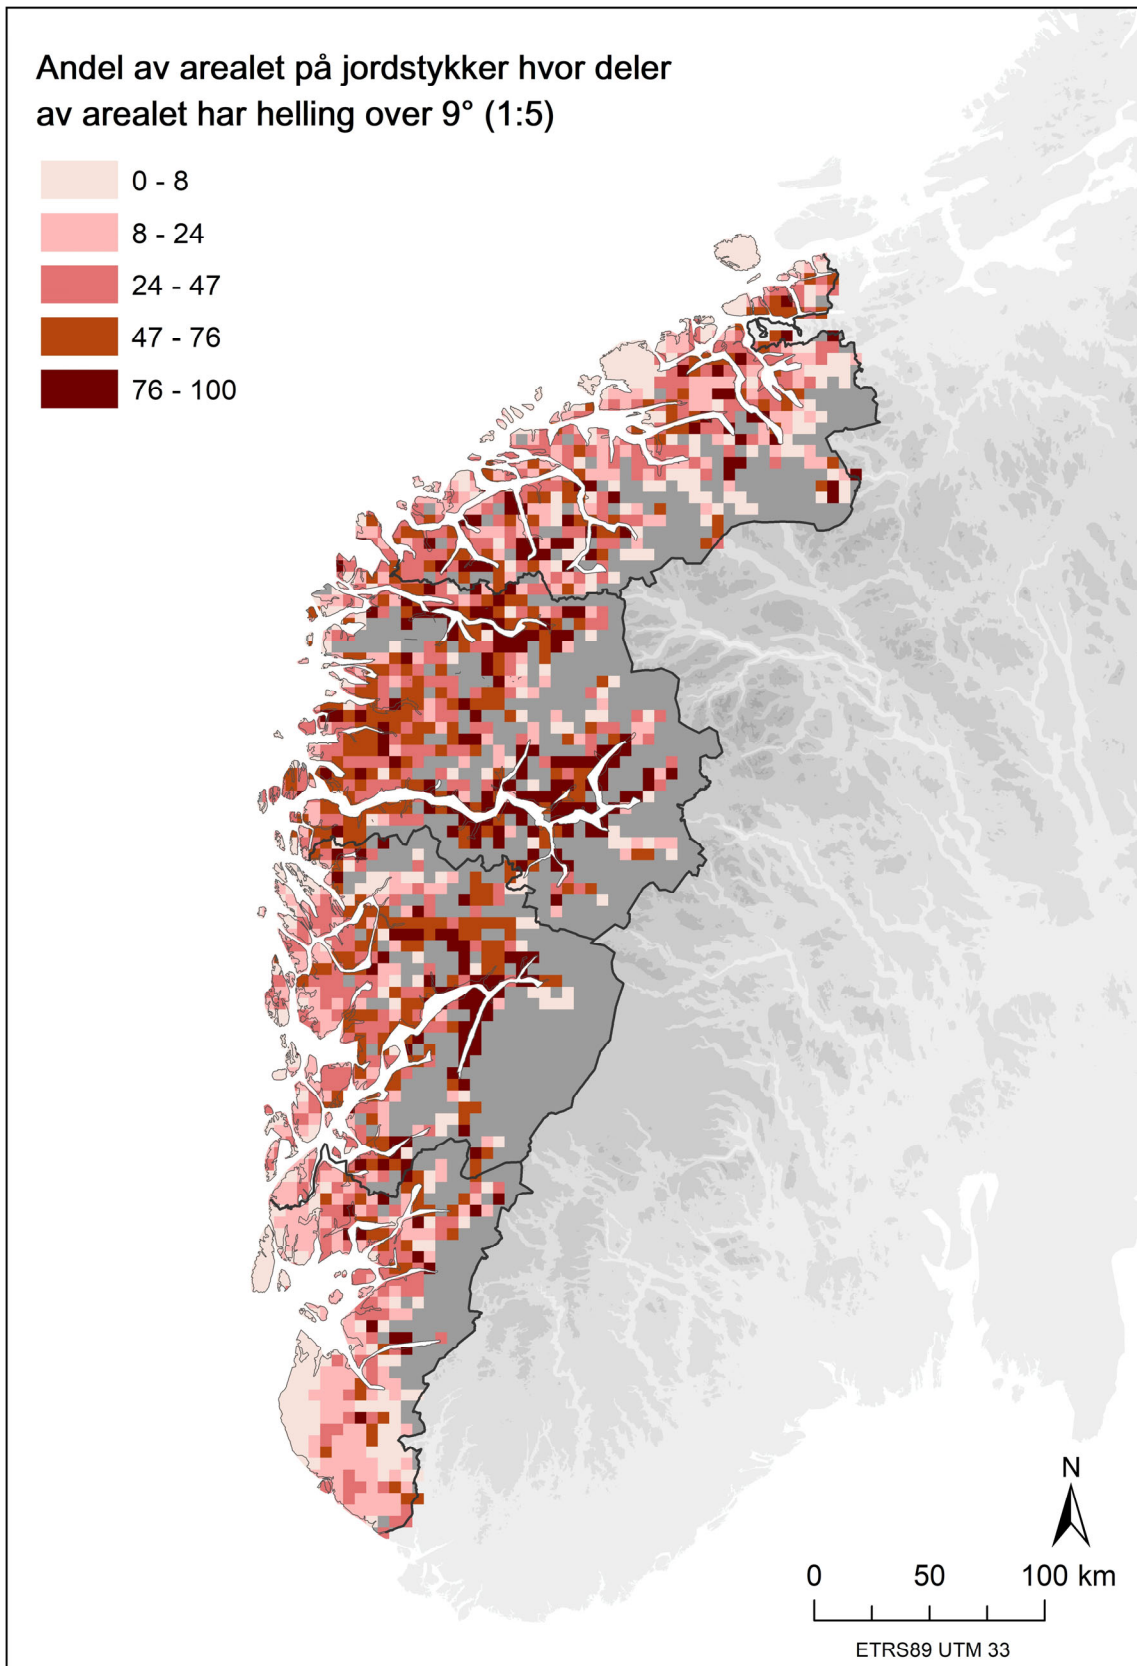 Andel av arealet på jordstykker hvor deler
av arealet har helling over 9° (1:5)
0 - 8
8 - 24
24 - 47
47 - 76
76 - 100
N
0 50 100 km
ETRS89 UTM 33